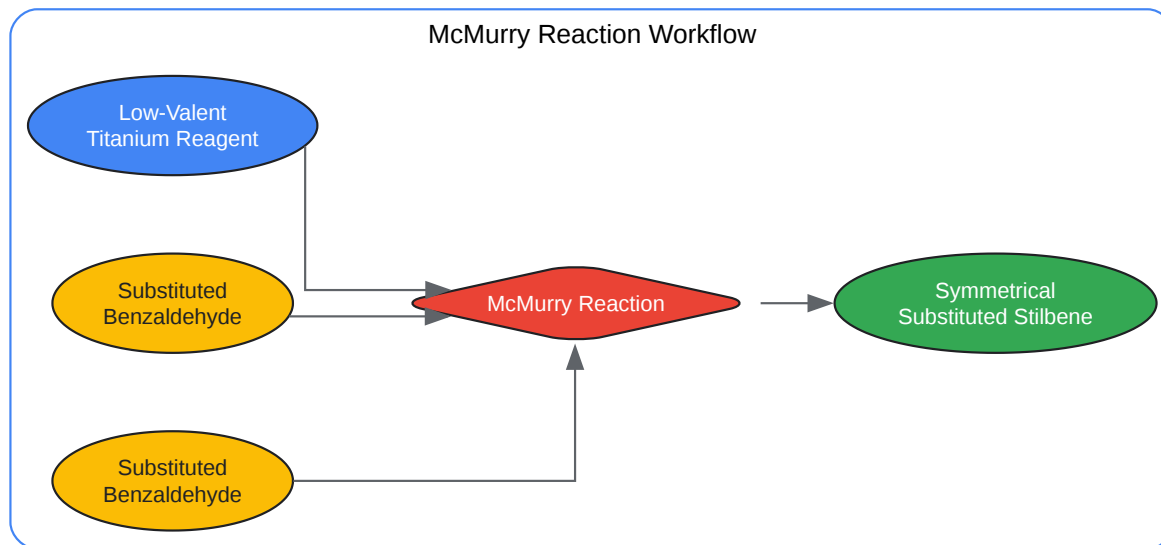 McMurry Reaction Workflow
Low-Valent
Titanium Reagent
Substituted
Benzaldehyde
McMurry Reaction
Symmetrical
Substituted Stilbene
Substituted
Benzaldehyde